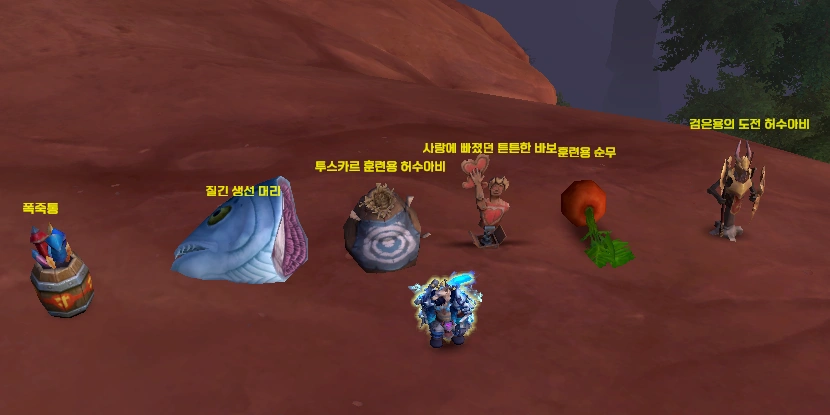 폭죽통
질긴 생선 머리
투스카르 훈련용 허수아비
사랑에 빠졌던 튼튼한 바보
훈련용 순무
검은용의 도전 허수아비